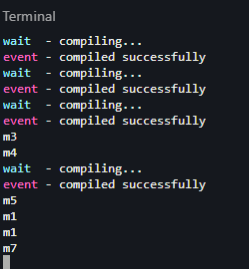 Terminal
wait  - compiling...
event - compiled successfully
wait  - compiling...
event - compiled successfully
wait  - compiling...
event - compiled successfully
m3
m4
wait  - compiling...
event - compiled successfully
m5
m1
m1
m7